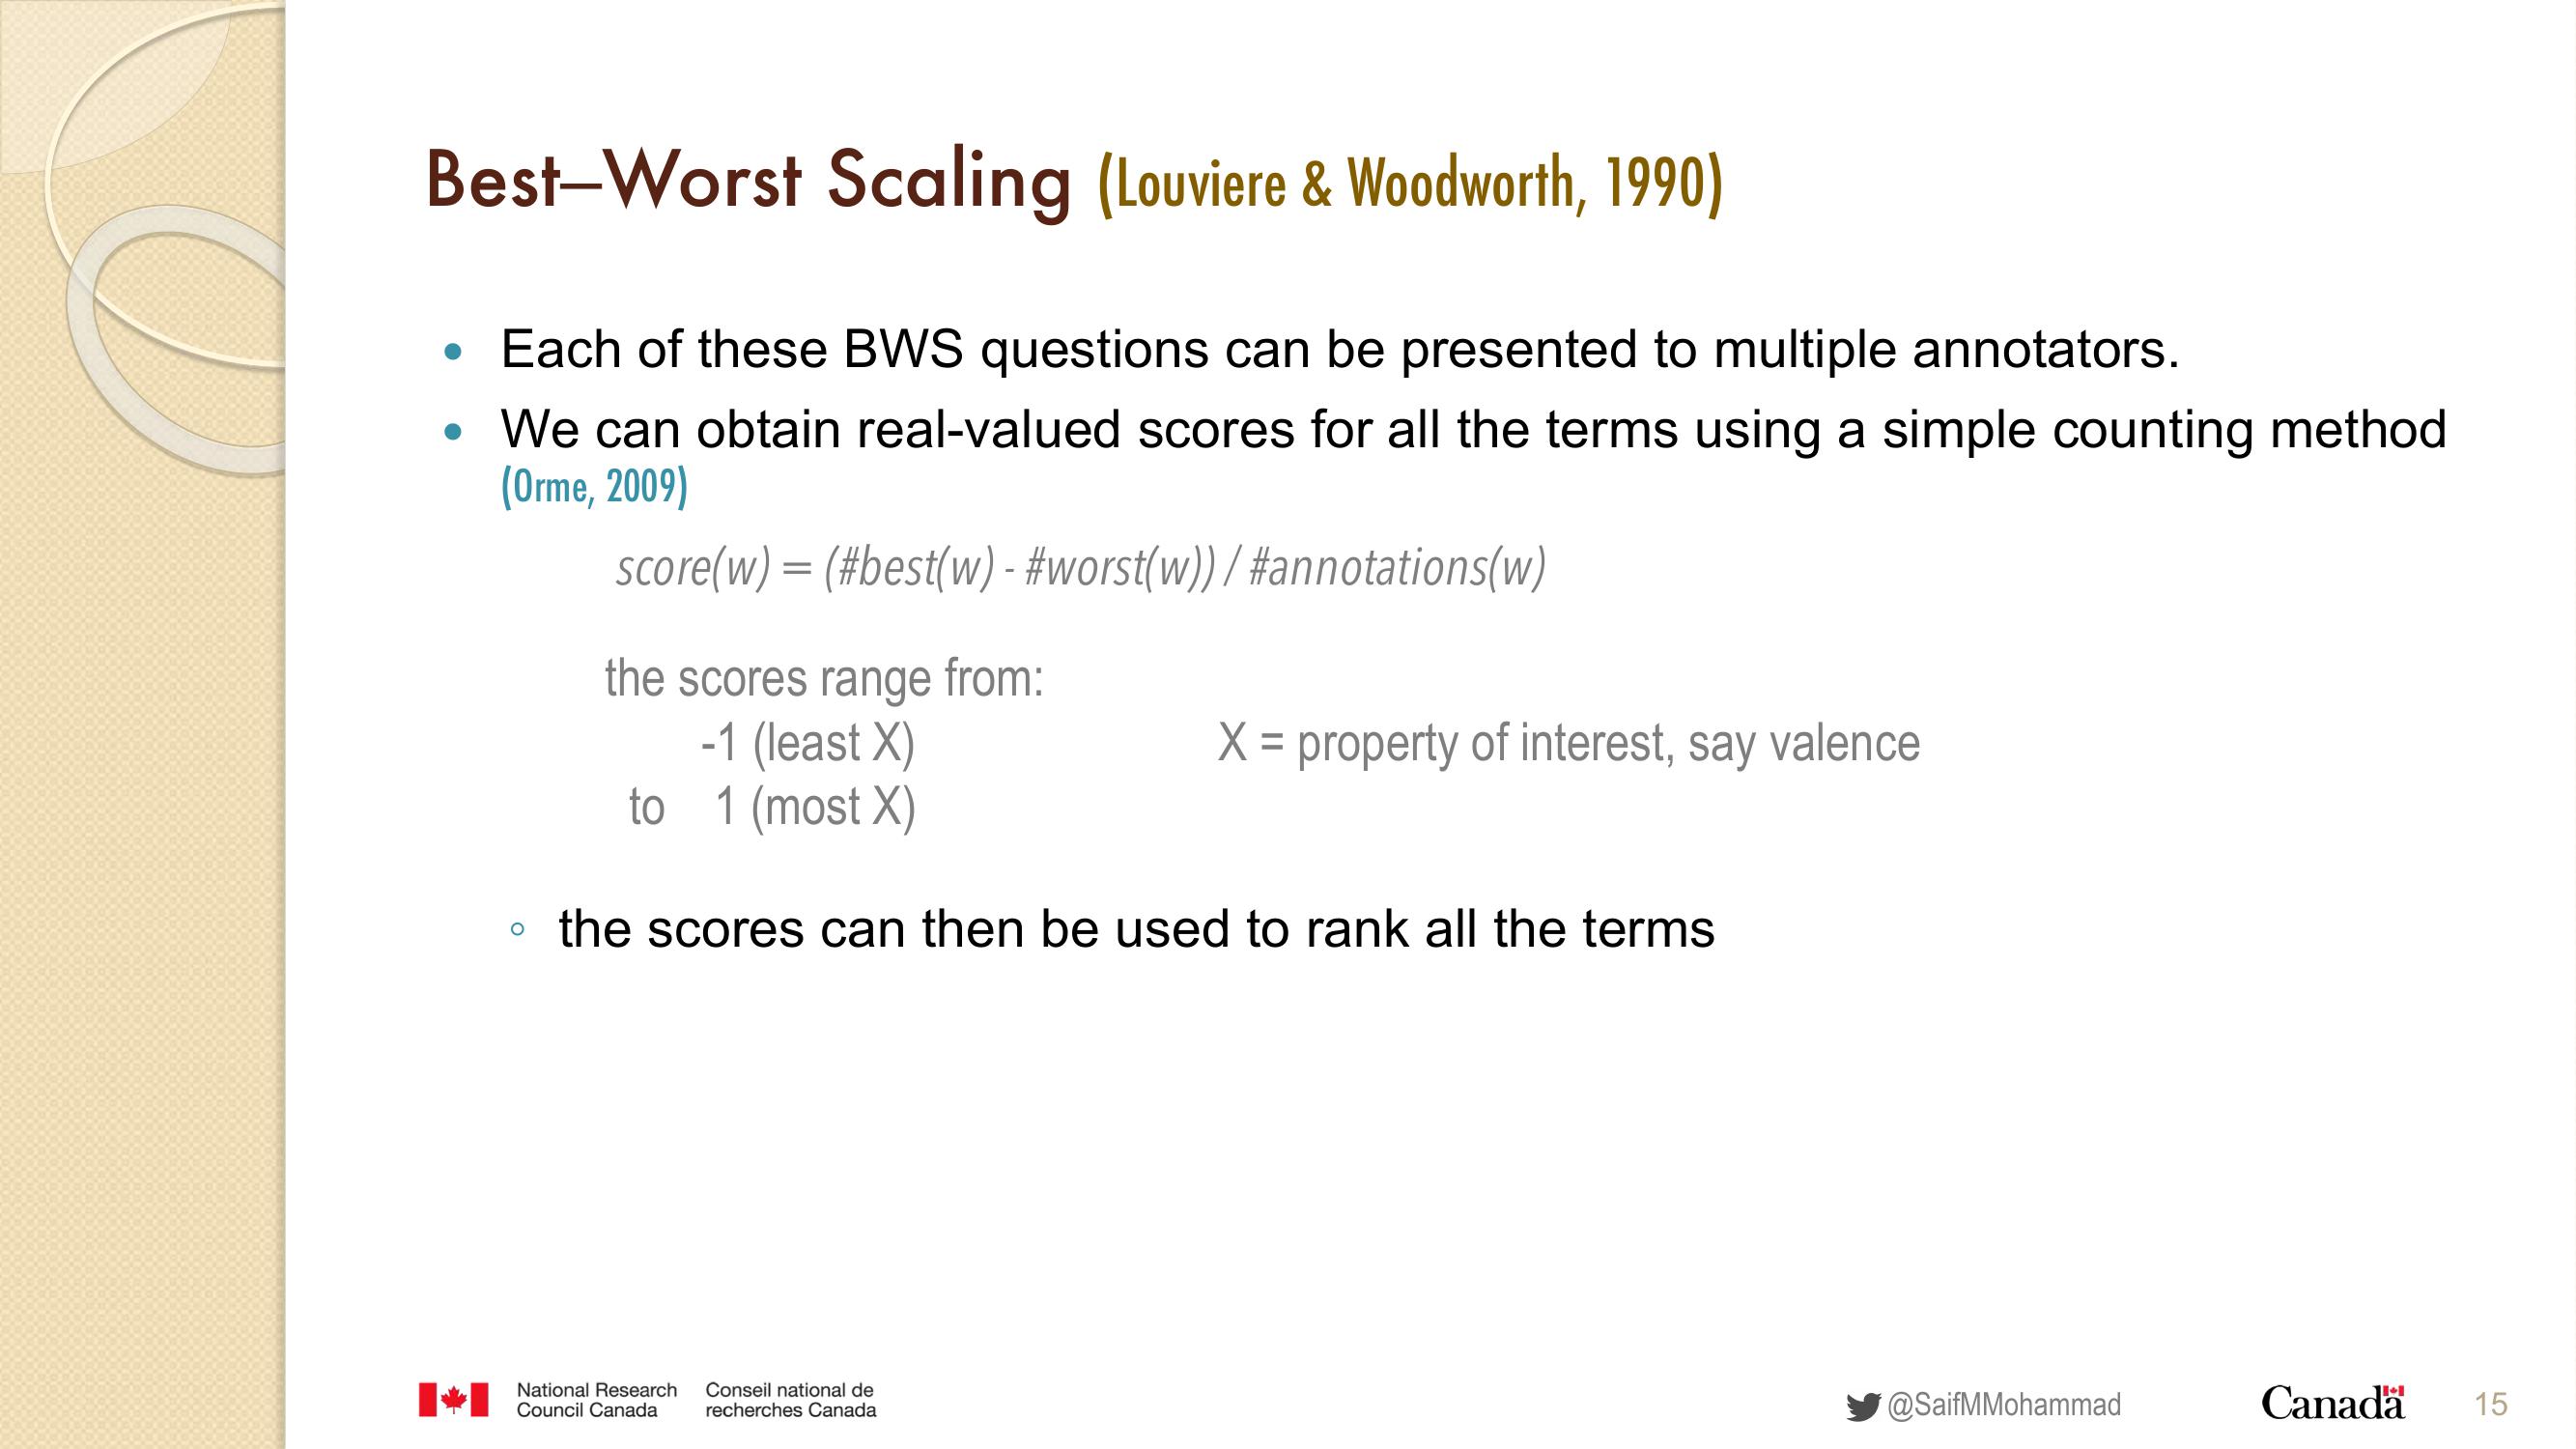 Best–Worst Scaling (Louviere & Woodworth, 1990)
• Each of these BWS questions can be presented to multiple annotators.
• We can obtain real-valued scores for all the terms using a simple counting method
(Orme, 2009)
score(w) = (#best(w) - #worst(w)) / #annotations(w)
the scores range from:
-1 (least X) X = property of interest, say valence
to 1 (most X)
◦ the scores can then be used to rank all the terms
National Research
Council Canada
Conseil national de
recherches Canada
@SaifMMohammad
Canada
15